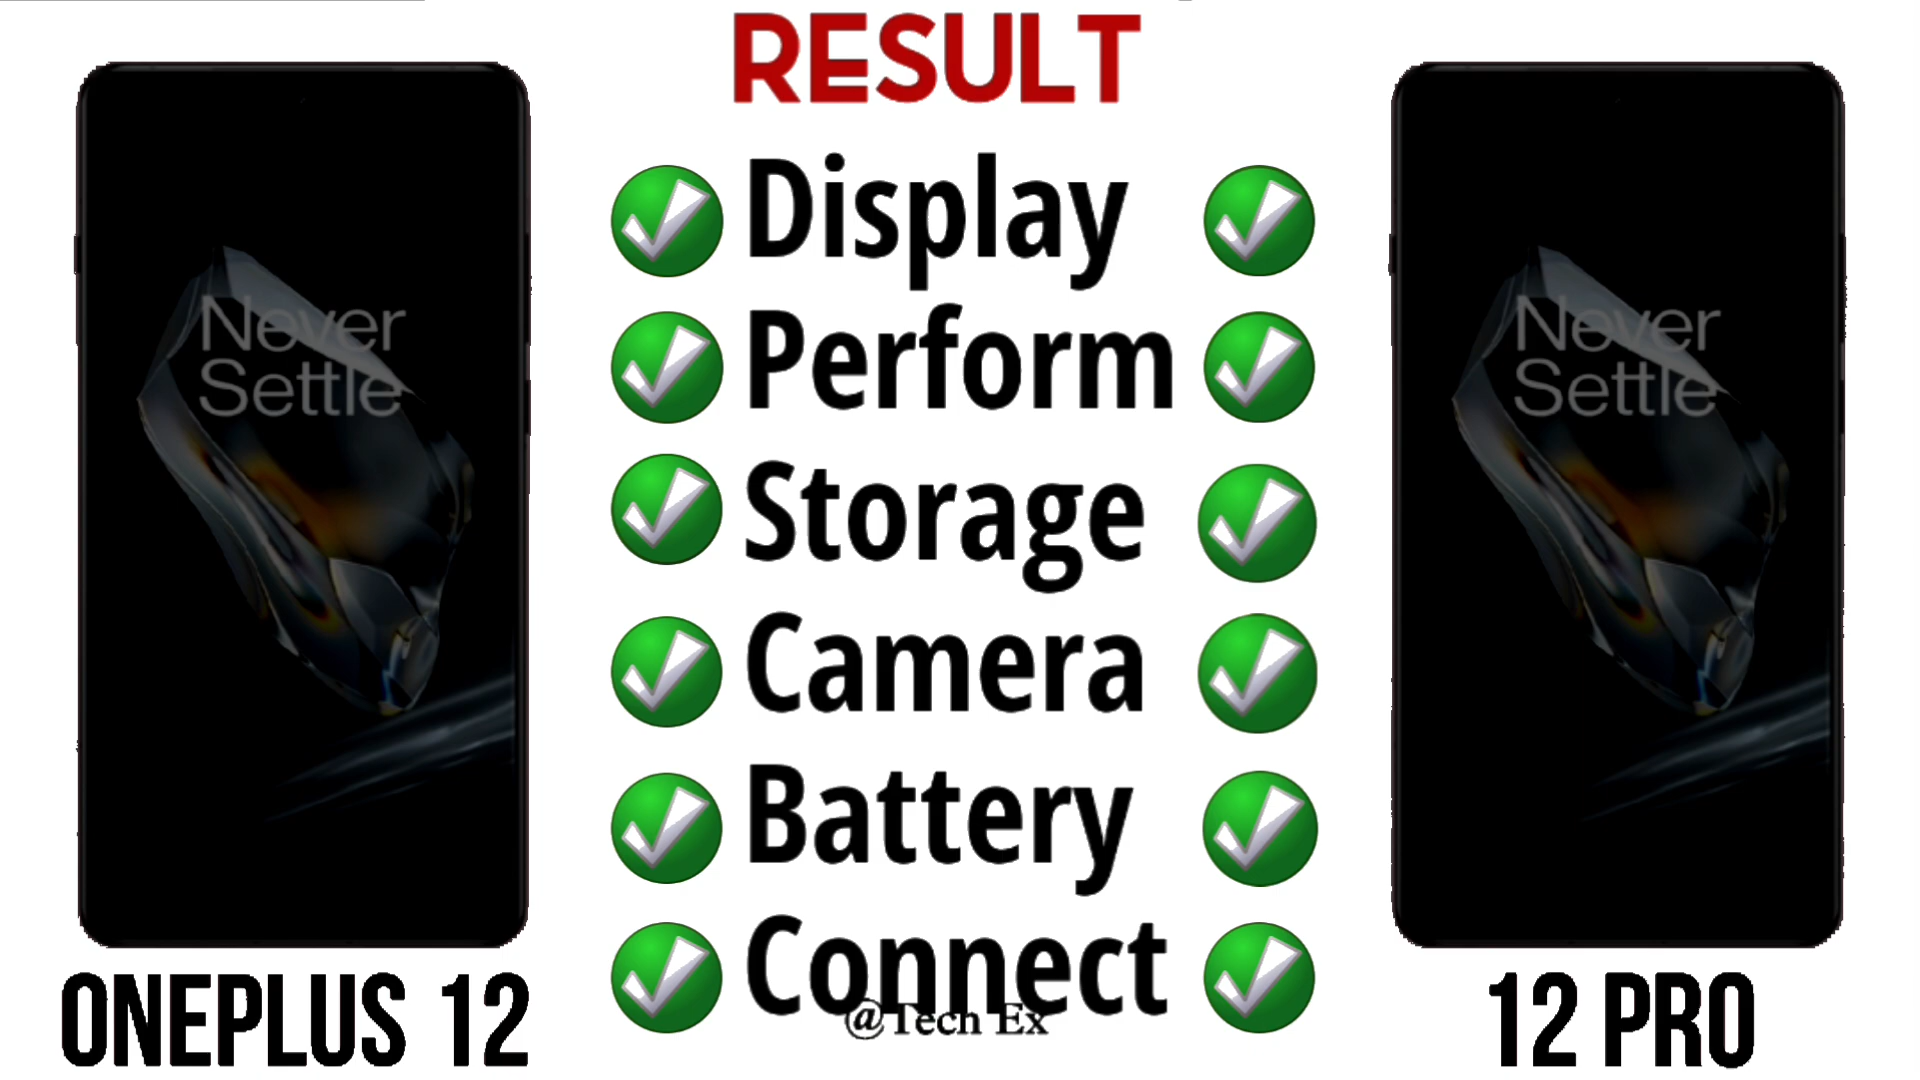 RESULT
Never
Settle
Never
Settle
Display
Perform
Storage
Camera
Battery
Connect
@Tech Ex
ONEPLUS 12
12 PRO